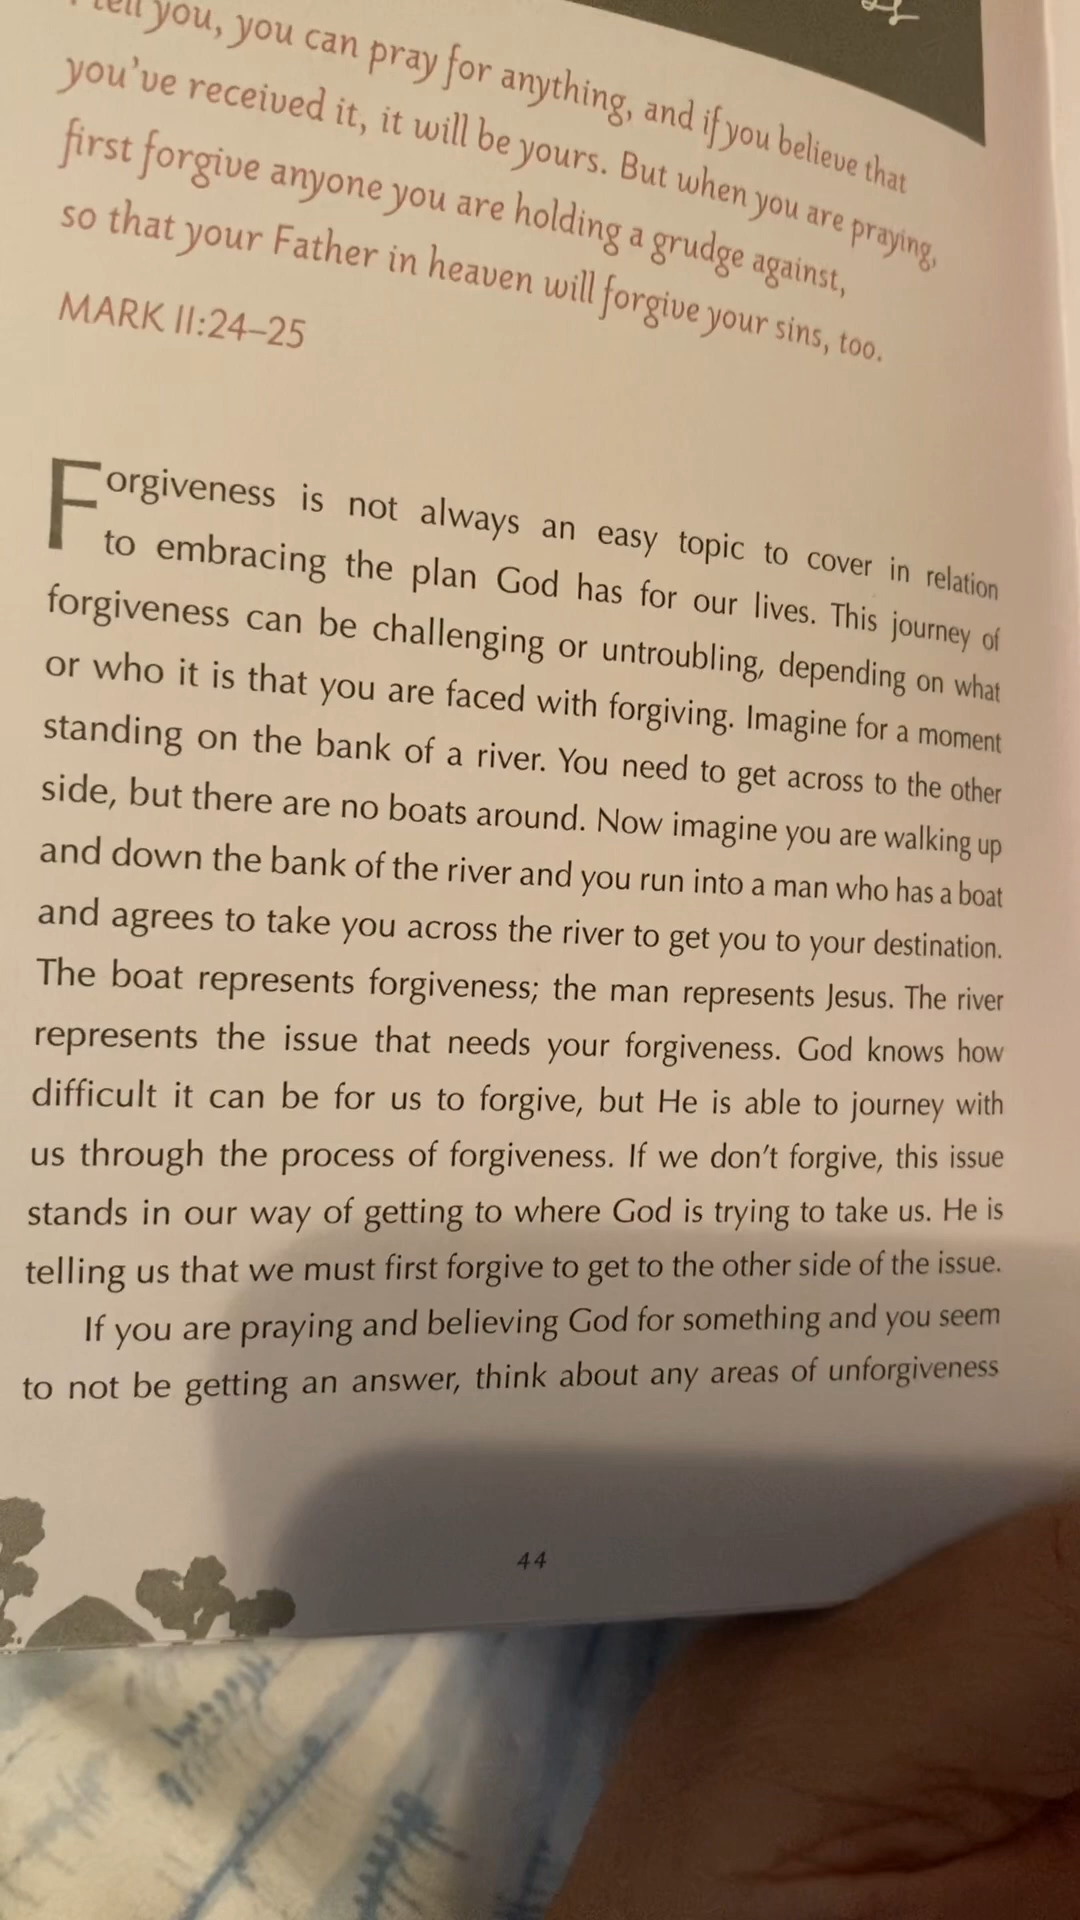 tell you, you can pray for anything, and if you believe that
you've received it, it will be yours. But when you are praying,
first forgive anyone you are holding a grudge against,
so that your Father in heaven will forgive your sins, too.
MARK 11:24–25
Forgiveness is not always an easy topic to cover in relation
to embracing the plan God has for our lives. This journey of
forgiveness can be challenging or untroubling, depending on what
or who it is that you are faced with forgiving. Imagine for a moment
standing on the bank of a river. You need to get across to the other
side, but there are no boats around. Now imagine you are walking up
and down the bank of the river and you run into a man who has a boat
and agrees to take you across the river to get you to your destination.
The boat represents forgiveness; the man represents Jesus. The river
represents the issue that needs your forgiveness. God knows how
difficult it can be for us to forgive, but He is able to journey with
us through the process of forgiveness. If we don't forgive, this issue
stands in our way of getting to where God is trying to take us. He is
telling us that we must first forgive to get to the other side of the issue.
If you are praying and believing God for something and you seem
to not be getting an answer, think about any areas of unforgiveness
44